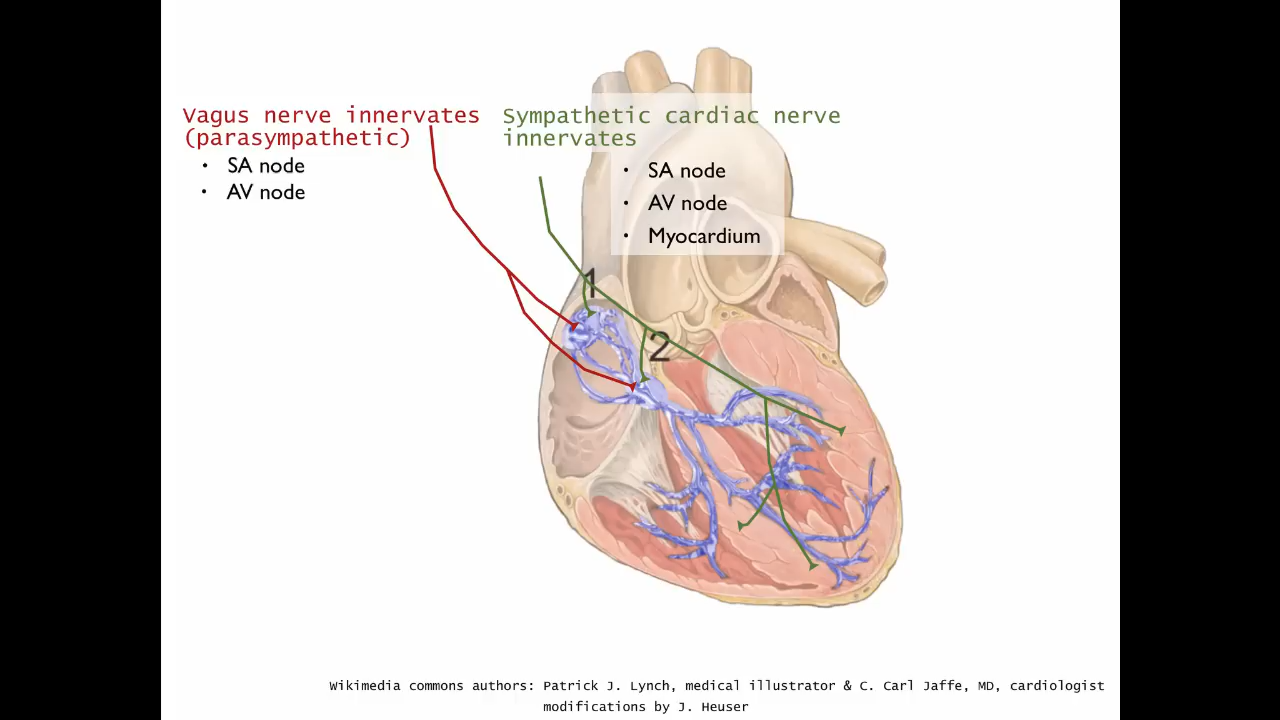 Vagus nerve innervates
(parasympathetic)
• SA node
• AV node
Sympathetic cardiac nerve
innervates
• SA node
• AV node
• Myocardium
1
2
Wikimedia commons authors: Patrick J. Lynch, medical illustrator & C. Carl Jaffe, MD, cardiologist
modifications by J. Heuser